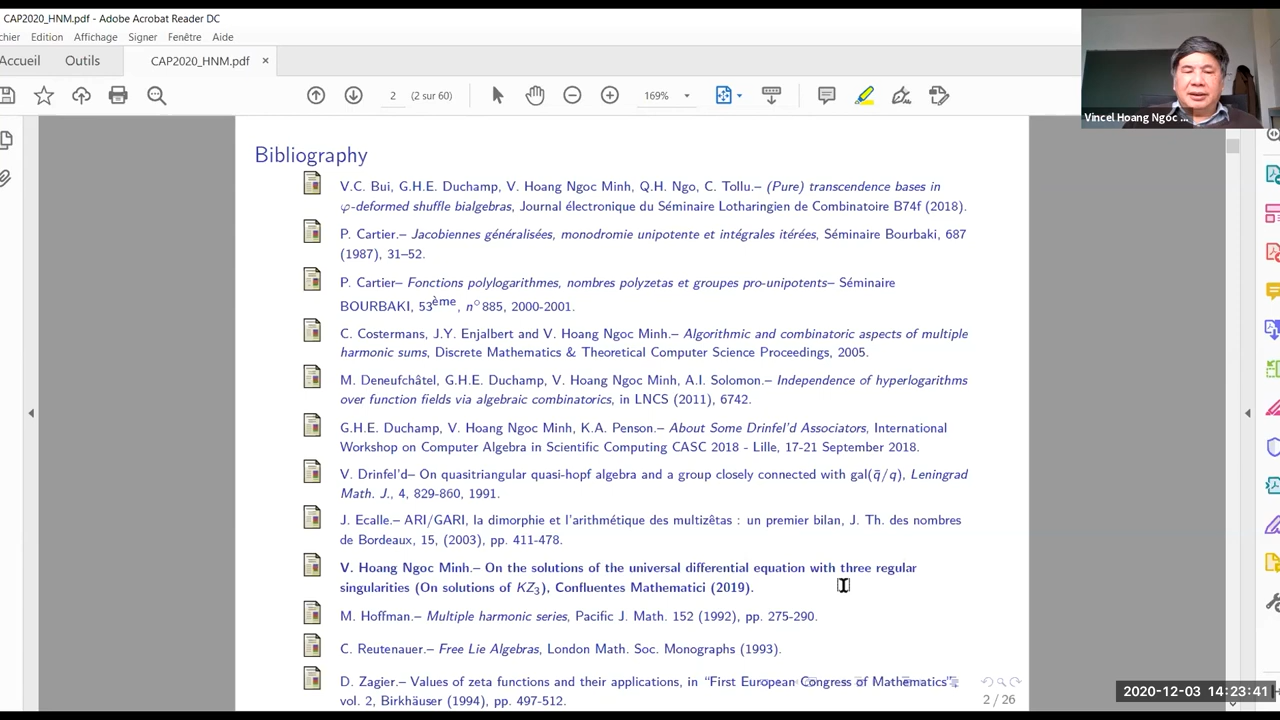 CAP2020_HNM.pdf - Adobe Acrobat Reader DC
chier Edition Affichage Signer Fenêtre Aide
Accueil Outils CAP2020_HNM.pdf ×
2 (2 sur 60) 169%
Vincel Hoang Ngoc ...
Bibliography
V.C. Bui, G.H.E. Duchamp, V. Hoang Ngoc Minh, Q.H. Ngo, C. Tollu.– (Pure) transcendence bases in
φ-deformed shuffle bialgebras, Journal électronique du Séminaire Lotharingien de Combinatoire B74f (2018).
P. Cartier.– Jacobiennes généralisées, monodromie unipotente et intégrales itérées, Séminaire Bourbaki, 687
(1987), 31–52.
P. Cartier– Fonctions polylogarithmes, nombres polyzetas et groupes pro-unipotents– Séminaire
BOURBAKI, 53ème, n°885, 2000-2001.
C. Costermans, J.Y. Enjalbert and V. Hoang Ngoc Minh.– Algorithmic and combinatoric aspects of multiple
harmonic sums, Discrete Mathematics & Theoretical Computer Science Proceedings, 2005.
M. Deneufchâtel, G.H.E. Duchamp, V. Hoang Ngoc Minh, A.I. Solomon.– Independence of hyperlogarithms
over function fields via algebraic combinatorics, in LNCS (2011), 6742.
G.H.E. Duchamp, V. Hoang Ngoc Minh, K.A. Penson.– About Some Drinfel'd Associators, International
Workshop on Computer Algebra in Scientific Computing CASC 2018 - Lille, 17-21 September 2018.
V. Drinfel'd– On quasitriangular quasi-hopf algebra and a group closely connected with gal(q̄/q), Leningrad
Math. J., 4, 829-860, 1991.
J. Ecalle.– ARI/GARI, la dimorphie et l'arithmétique des multizêtas : un premier bilan, J. Th. des nombres
de Bordeaux, 15, (2003), pp. 411-478.
V. Hoang Ngoc Minh.– On the solutions of the universal differential equation with three regular
singularities (On solutions of KZ₃), Confluentes Mathematici (2019).
M. Hoffman.– Multiple harmonic series, Pacific J. Math. 152 (1992), pp. 275-290.
C. Reutenauer.– Free Lie Algebras, London Math. Soc. Monographs (1993).
D. Zagier.– Values of zeta functions and their applications, in “First European Congress of Mathematics”,
vol. 2, Birkhäuser (1994), pp. 497-512.
2 / 26
2020-12-03 14:23:41